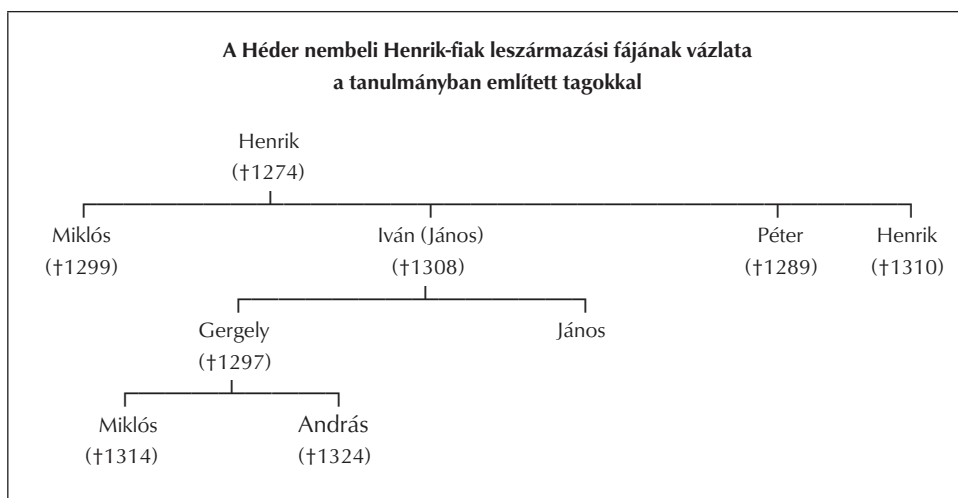 A Héder nembeli Henrik-fiak leszármazási fájának vázlata
a tanulmányban említett tagokkal
Henrik
(†1274)
Miklós Iván (János) Péter Henrik
(†1299) (†1308) (†1289) (†1310)
Gergely János
(†1297)
Miklós András
(†1314) (†1324)